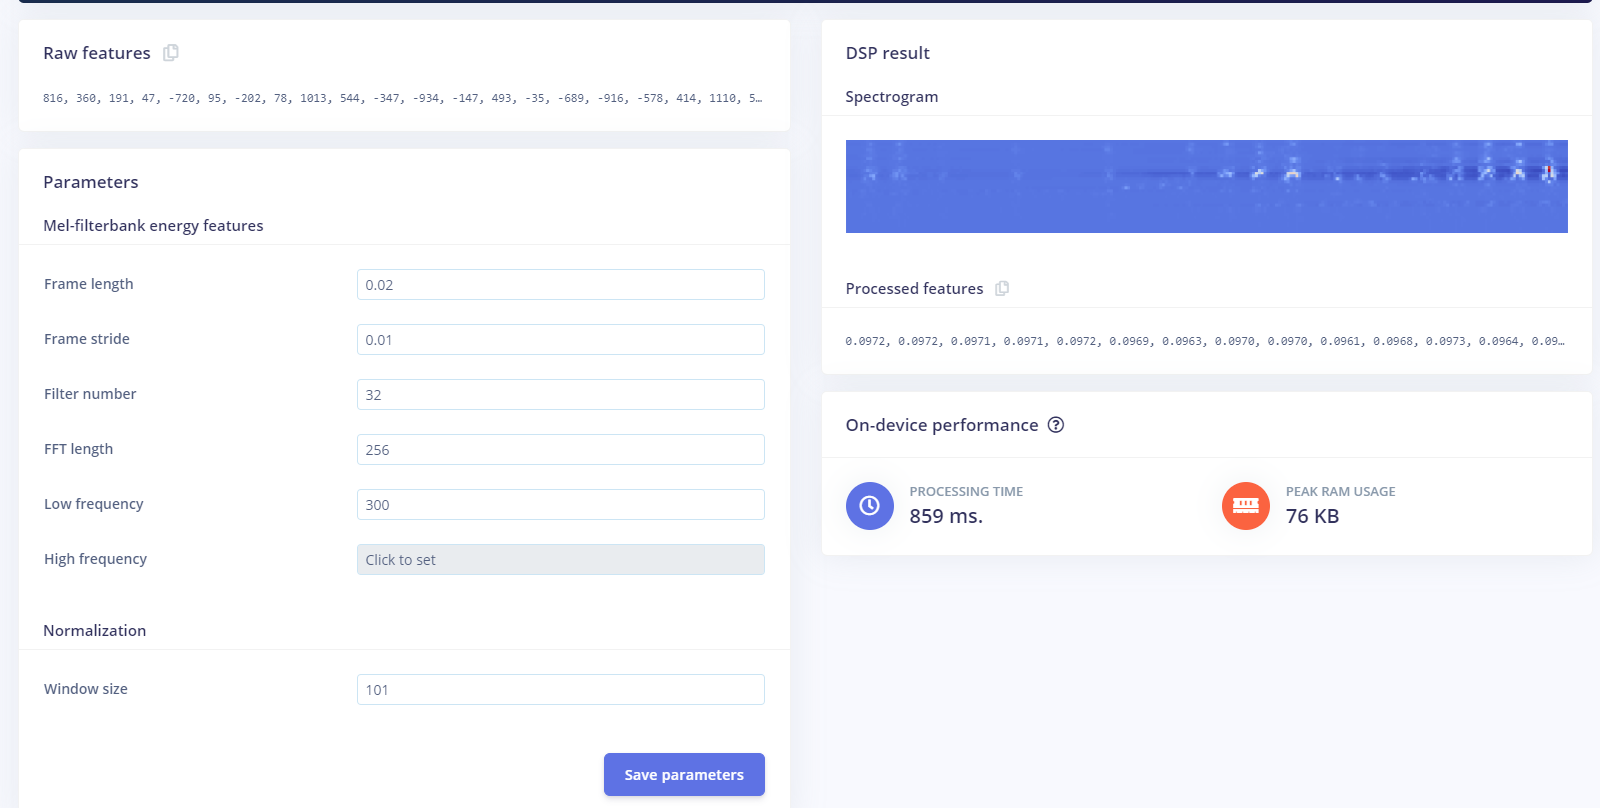 Raw features
816, 360, 191, 47, -720, 95, -202, 78, 1013, 544, -347, -934, -147, 493, -35, -689, -916, -578, 414, 1110, 5…
Parameters
Mel-filterbank energy features
Frame length
0.02
Frame stride
0.01
Filter number
32
FFT length
256
Low frequency
300
High frequency
Click to set
Normalization
Window size
101
Save parameters
DSP result
Spectrogram
Processed features
0.0972, 0.0972, 0.0971, 0.0971, 0.0972, 0.0969, 0.0963, 0.0970, 0.0970, 0.0961, 0.0968, 0.0973, 0.0964, 0.09…
On-device performance
PROCESSING TIME
859 ms.
PEAK RAM USAGE
76 KB